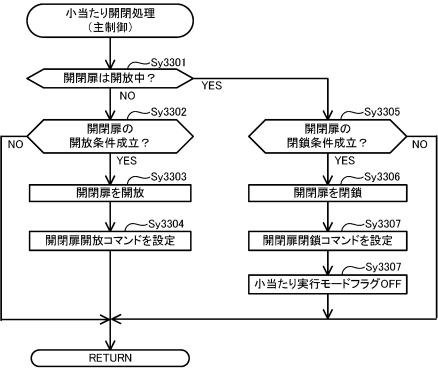 小当たり開閉処理
（主制御）
Sy3301
開閉扉は開放中？
YES
NO
Sy3302
開閉扉の
開放条件成立？
NO
YES
Sy3303
開閉扉を開放
Sy3304
開閉扉開放コマンドを設定
Sy3305
開閉扉の
閉鎖条件成立？
NO
YES
Sy3306
開閉扉を閉鎖
Sy3307
開閉扉閉鎖コマンドを設定
Sy3307
小当たり実行モードフラグOFF
RETURN